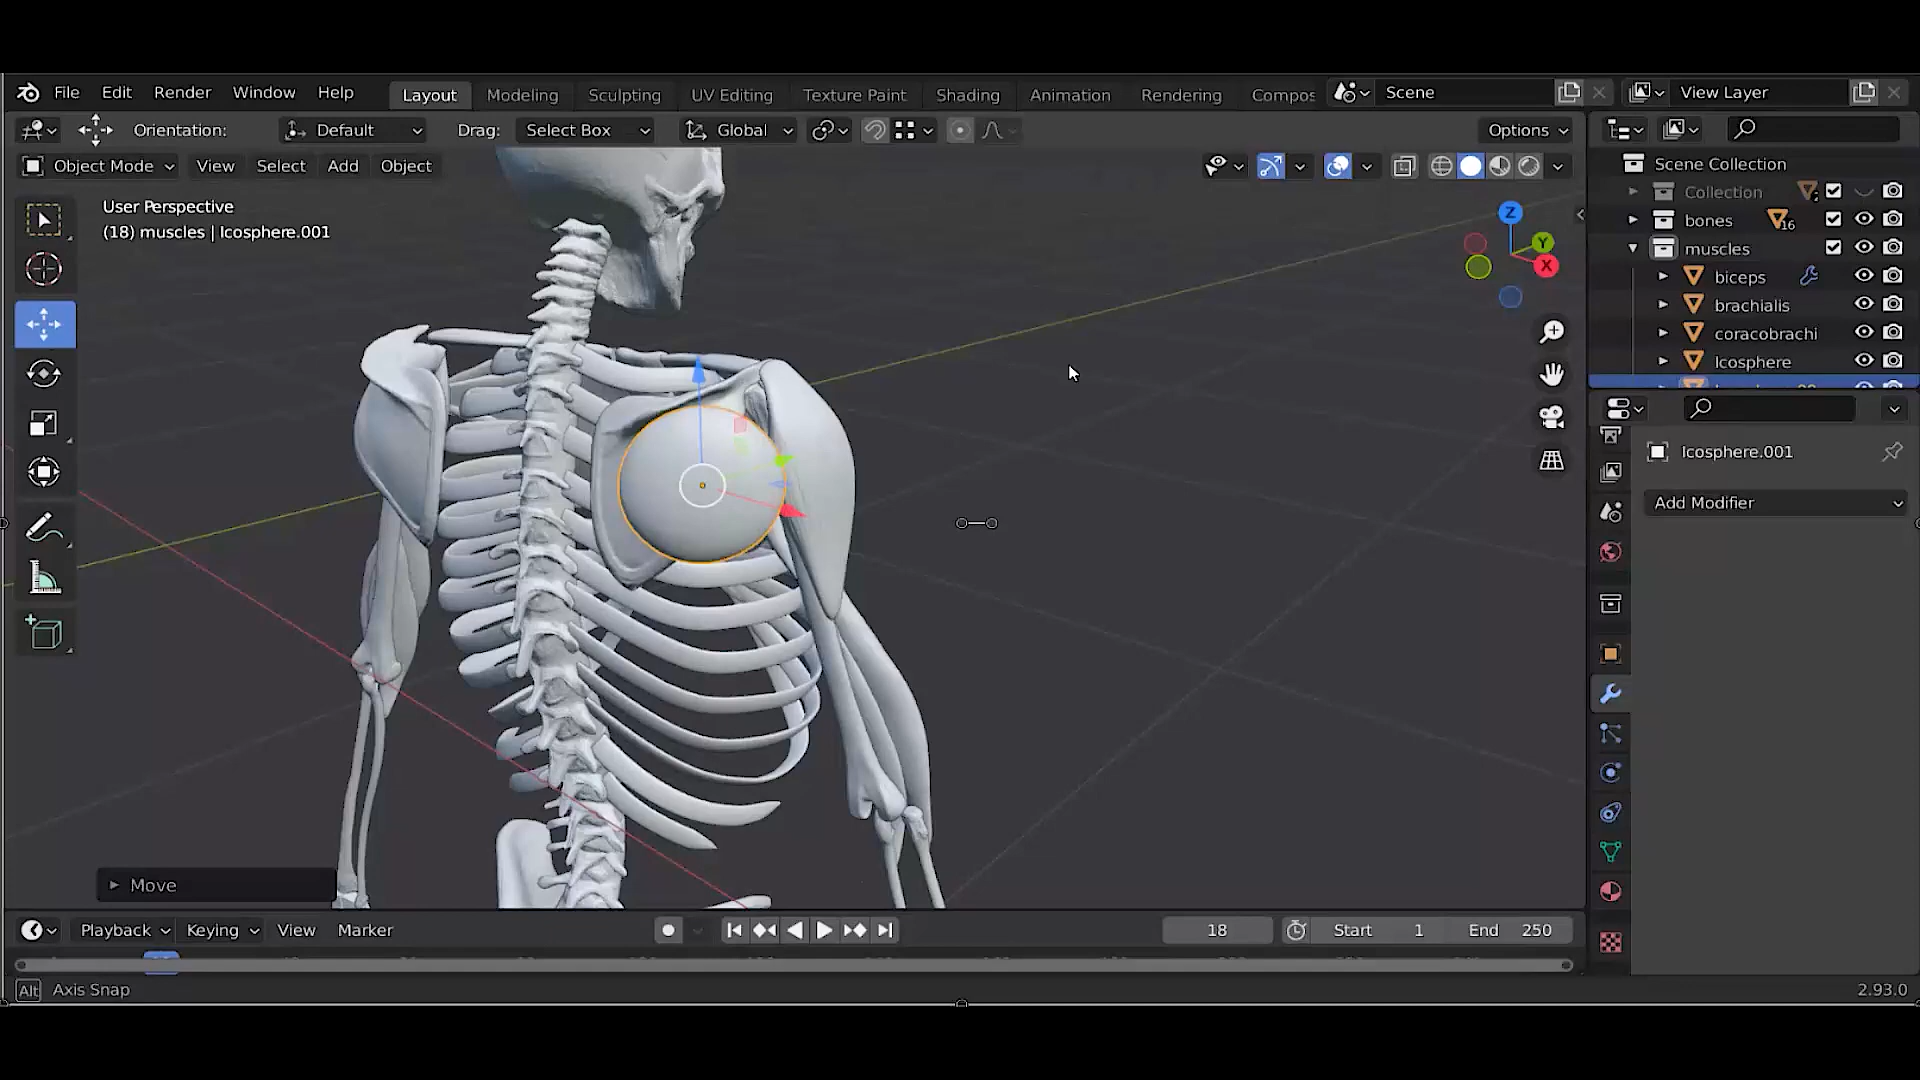 File Edit Render Window Help Layout Modeling Sculpting UV Editing Texture Paint Shading Animation Rendering Compos Scene View Layer
Orientation: Default Drag: Select Box Global Options
Object Mode View Select Add Object
User Perspective
(18) muscles | Icosphere.001
Z
Y
X
Scene Collection
Collection
bones 16
muscles
biceps
brachialis
coracobrachi
Icosphere
Icosphere.001
Add Modifier
Move
Playback Keying View Marker 18 Start 1 End 250
Alt Axis Snap 2.93.0